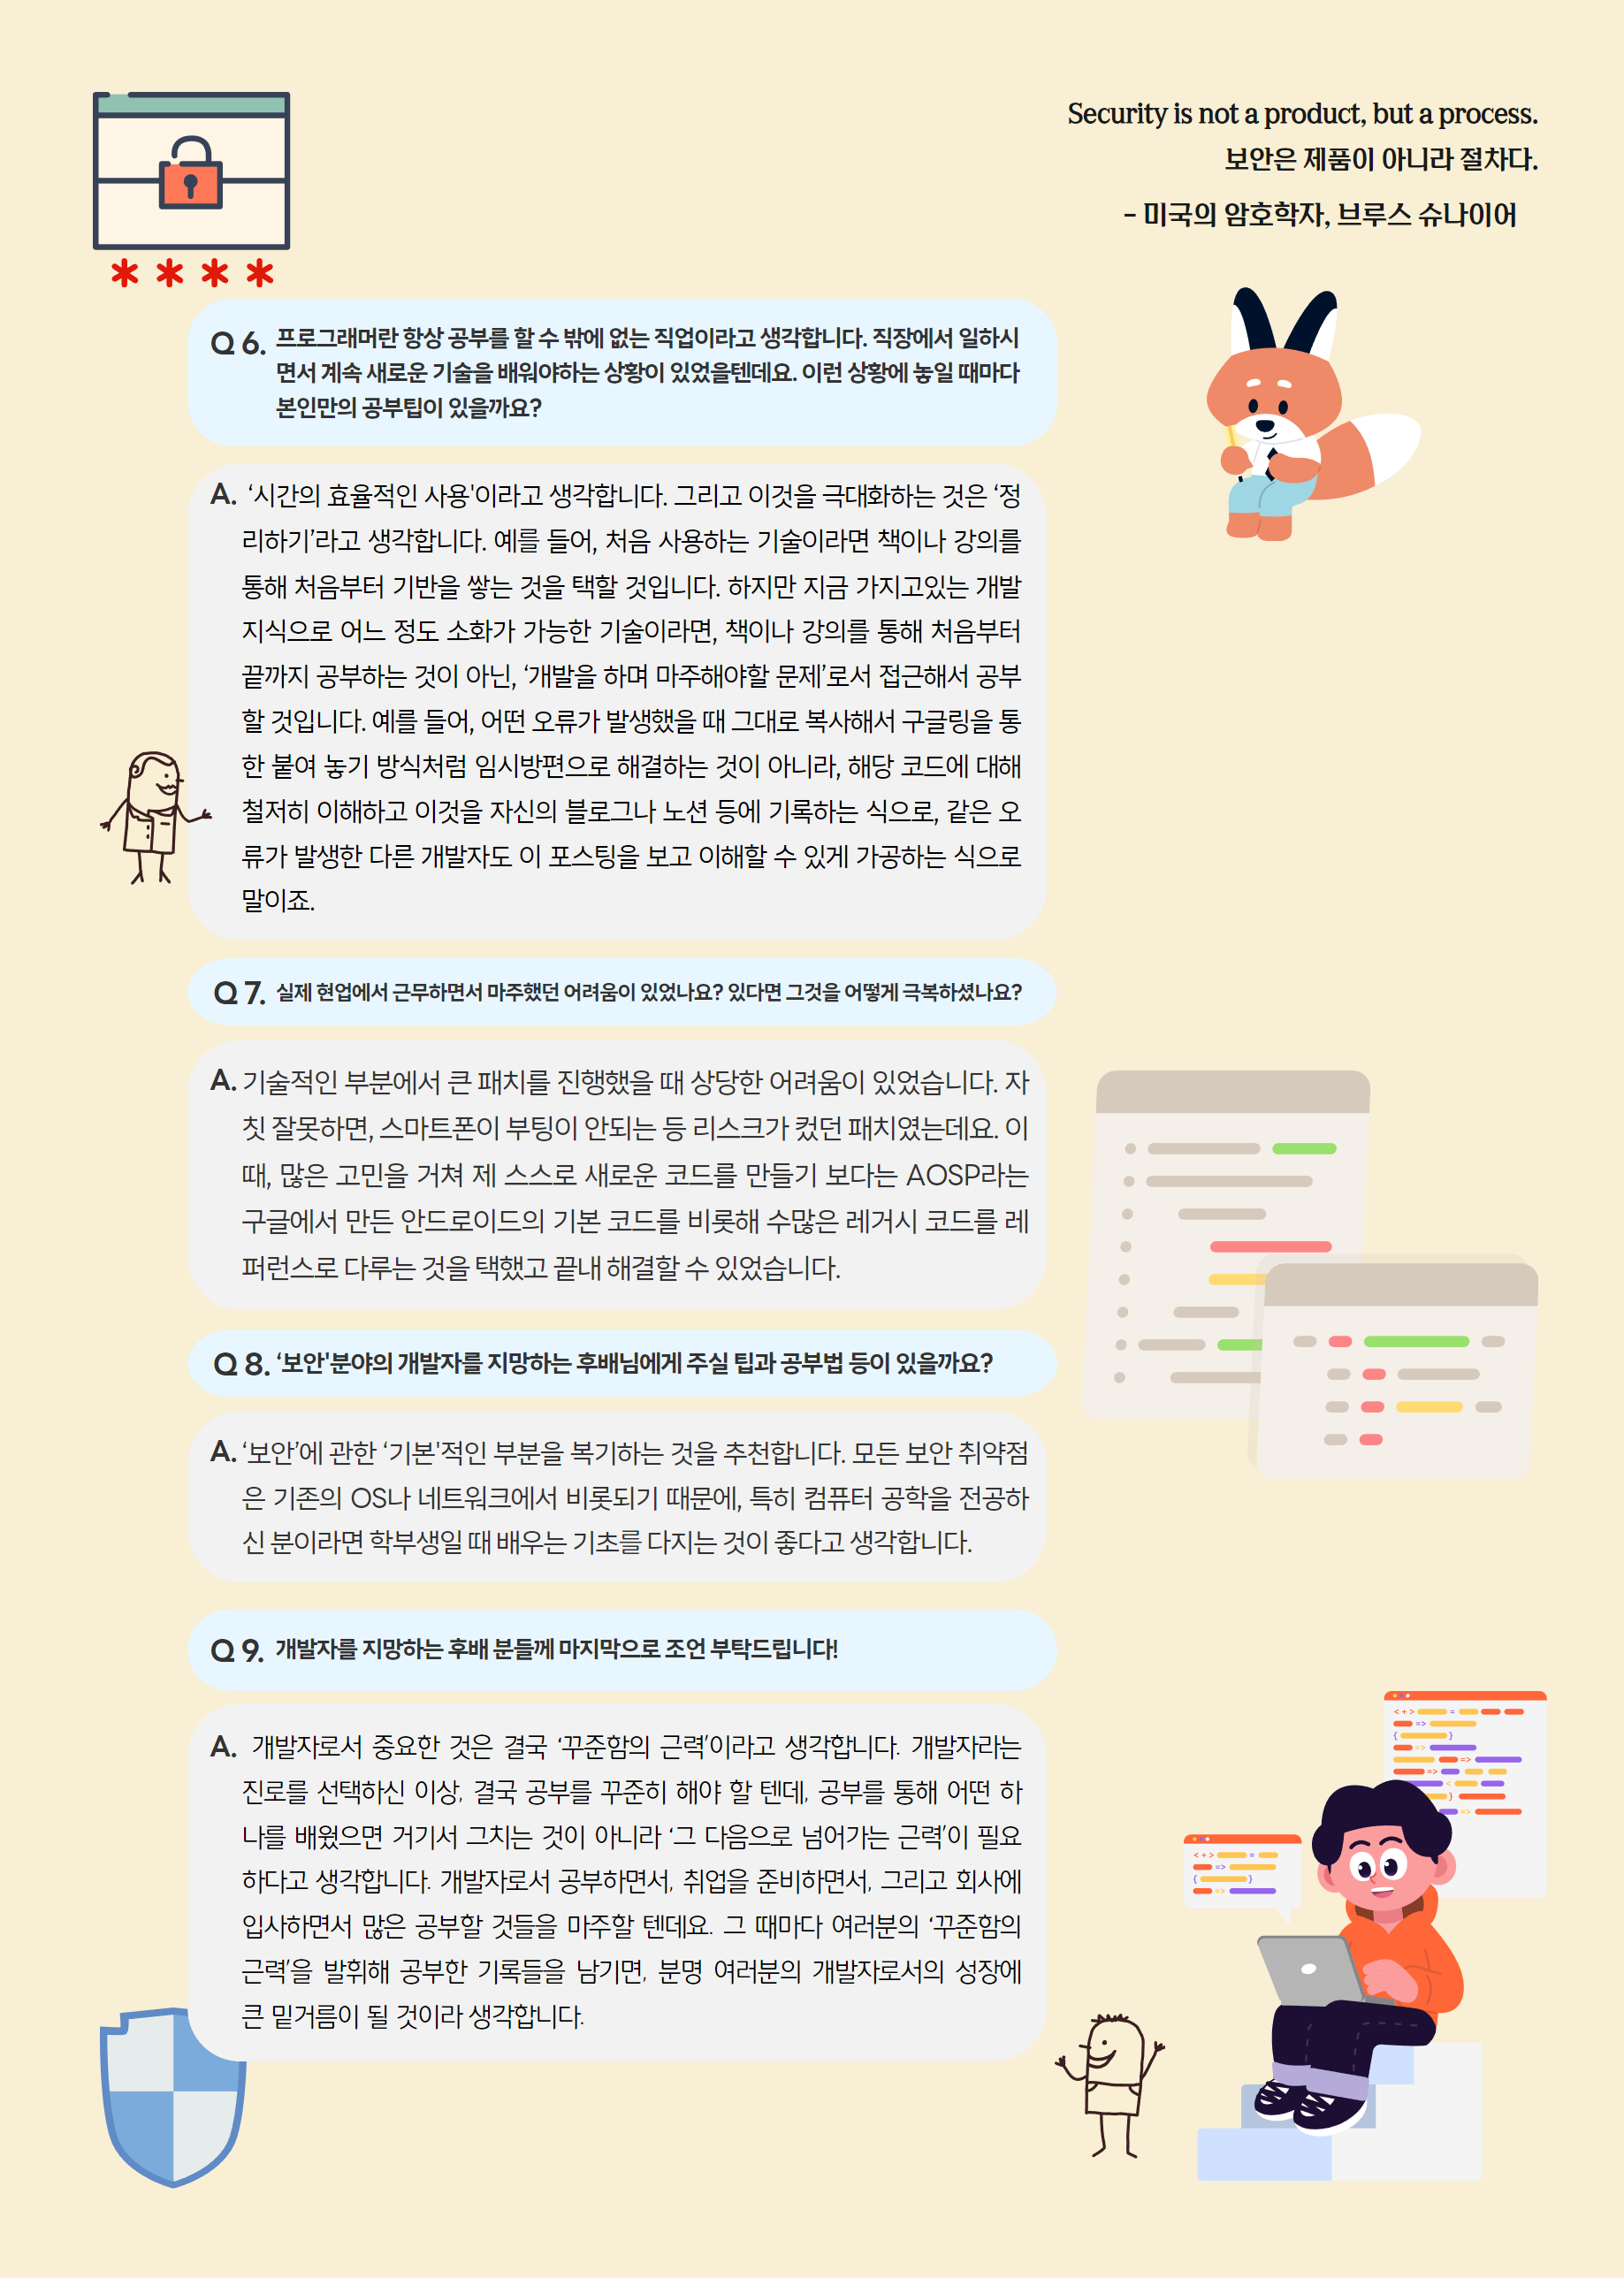 Security is not a product, but a process.
보안은 제품이 아니라 절차다.
- 미국의 암호학자, 브루스 슈나이어
Q 6. 프로그래머란 항상 공부를 할 수 밖에 없는 직업이라고 생각합니다. 직장에서 일하시
면서 계속 새로운 기술을 배워야하는 상황이 있었을텐데요. 이런 상황에 놓일 때마다
본인만의 공부팁이 있을까요?
A. ‘시간의 효율적인 사용'이라고 생각합니다. 그리고 이것을 극대화하는 것은 ‘정
리하기’라고 생각합니다. 예를 들어, 처음 사용하는 기술이라면 책이나 강의를
통해 처음부터 기반을 쌓는 것을 택할 것입니다. 하지만 지금 가지고있는 개발
지식으로 어느 정도 소화가 가능한 기술이라면, 책이나 강의를 통해 처음부터
끝까지 공부하는 것이 아닌, ‘개발을 하며 마주해야할 문제’로서 접근해서 공부
할 것입니다. 예를 들어, 어떤 오류가 발생했을 때 그대로 복사해서 구글링을 통
한 붙여 놓기 방식처럼 임시방편으로 해결하는 것이 아니라, 해당 코드에 대해
철저히 이해하고 이것을 자신의 블로그나 노션 등에 기록하는 식으로, 같은 오
류가 발생한 다른 개발자도 이 포스팅을 보고 이해할 수 있게 가공하는 식으로
말이죠.
Q 7. 실제 현업에서 근무하면서 마주했던 어려움이 있었나요? 있다면 그것을 어떻게 극복하셨나요?
A. 기술적인 부분에서 큰 패치를 진행했을 때 상당한 어려움이 있었습니다. 자
칫 잘못하면, 스마트폰이 부팅이 안되는 등 리스크가 컸던 패치였는데요. 이
때, 많은 고민을 거쳐 제 스스로 새로운 코드를 만들기 보다는 AOSP라는
구글에서 만든 안드로이드의 기본 코드를 비롯해 수많은 레거시 코드를 레
퍼런스로 다루는 것을 택했고 끝내 해결할 수 있었습니다.
Q 8. ‘보안'분야의 개발자를 지망하는 후배님에게 주실 팁과 공부법 등이 있을까요?
A. ‘보안’에 관한 ‘기본'적인 부분을 복기하는 것을 추천합니다. 모든 보안 취약점
은 기존의 OS나 네트워크에서 비롯되기 때문에, 특히 컴퓨터 공학을 전공하
신 분이라면 학부생일 때 배우는 기초를 다지는 것이 좋다고 생각합니다.
Q 9. 개발자를 지망하는 후배 분들께 마지막으로 조언 부탁드립니다!
A. 개발자로서 중요한 것은 결국 ‘꾸준함의 근력’이라고 생각합니다. 개발자라는
진로를 선택하신 이상, 결국 공부를 꾸준히 해야 할 텐데, 공부를 통해 어떤 하
나를 배웠으면 거기서 그치는 것이 아니라 ‘그 다음으로 넘어가는 근력’이 필요
하다고 생각합니다. 개발자로서 공부하면서, 취업을 준비하면서, 그리고 회사에
입사하면서 많은 공부할 것들을 마주할 텐데요. 그 때마다 여러분의 ‘꾸준함의
근력’을 발휘해 공부한 기록들을 남기면, 분명 여러분의 개발자로서의 성장에
큰 밑거름이 될 것이라 생각합니다.